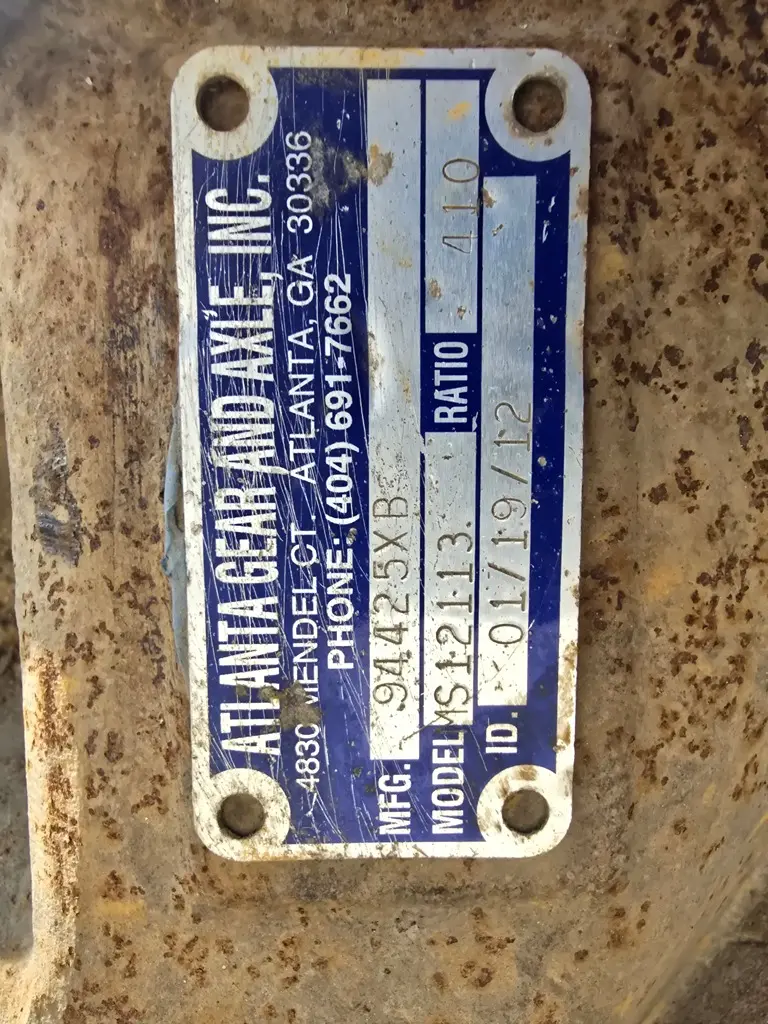 ATLANTA GEAR AND AXLE, INC.
4830 MENDEL CT. ATLANTA, GA 30336
PHONE: (404) 691-7662
MFG. 94425XB
MODEL MS12113. RATIO 410
ID. 01/19/12